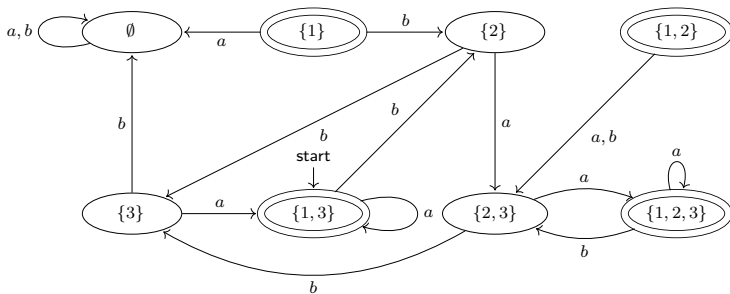 a, b
∅
a
{1}
b
{2}
{1, 2}
b
b
b
a
a, b
start
a
a
{3}
a
{1, 3}
a
{2, 3}
{1, 2, 3}
b
b